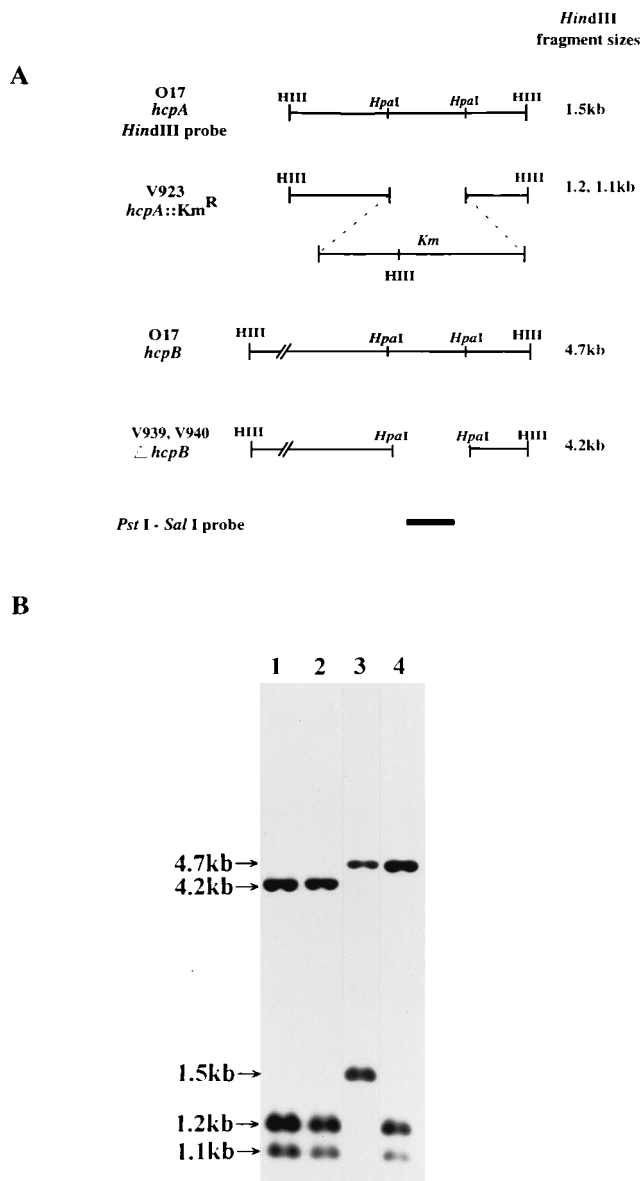 HindIII
fragment sizes
A
O17
hcpA
HindIII probe
HIII HpaI HpaI HIII
1.5kb
V923
hcpA::KmR
HIII HIII
1.2, 1.1kb
Km
HIII
O17
hcpB
HIII HpaI HpaI HIII
4.7kb
V939, V940
△ hcpB
HIII HpaI HpaI HIII
4.2kb
Pst I - Sal I probe
B
1 2 3 4
4.7kb→
4.2kb→
1.5kb→
1.2kb→
1.1kb→